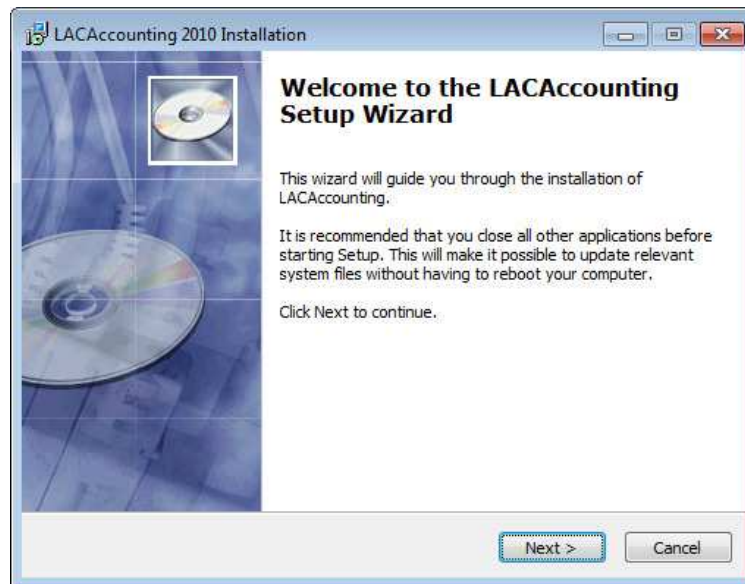 LACAccounting 2010 Installation
Welcome to the LACAccounting
Setup Wizard
This wizard will guide you through the installation of
LACAccounting.
It is recommended that you close all other applications before
starting Setup. This will make it possible to update relevant
system files without having to reboot your computer.
Click Next to continue.
Next >
Cancel